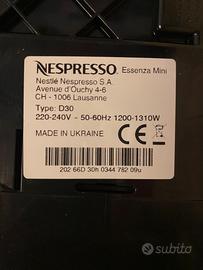 NESPRESSO. Essenza Mini
Nestlé Nespresso S.A.
Avenue d'Ouchy 4-6
CH - 1006 Lausanne
Type: D30
220-240V - 50-60Hz 1200-1310W
MADE IN UKRAINE
CE
202 66D 30h 0344 782 09u
subito